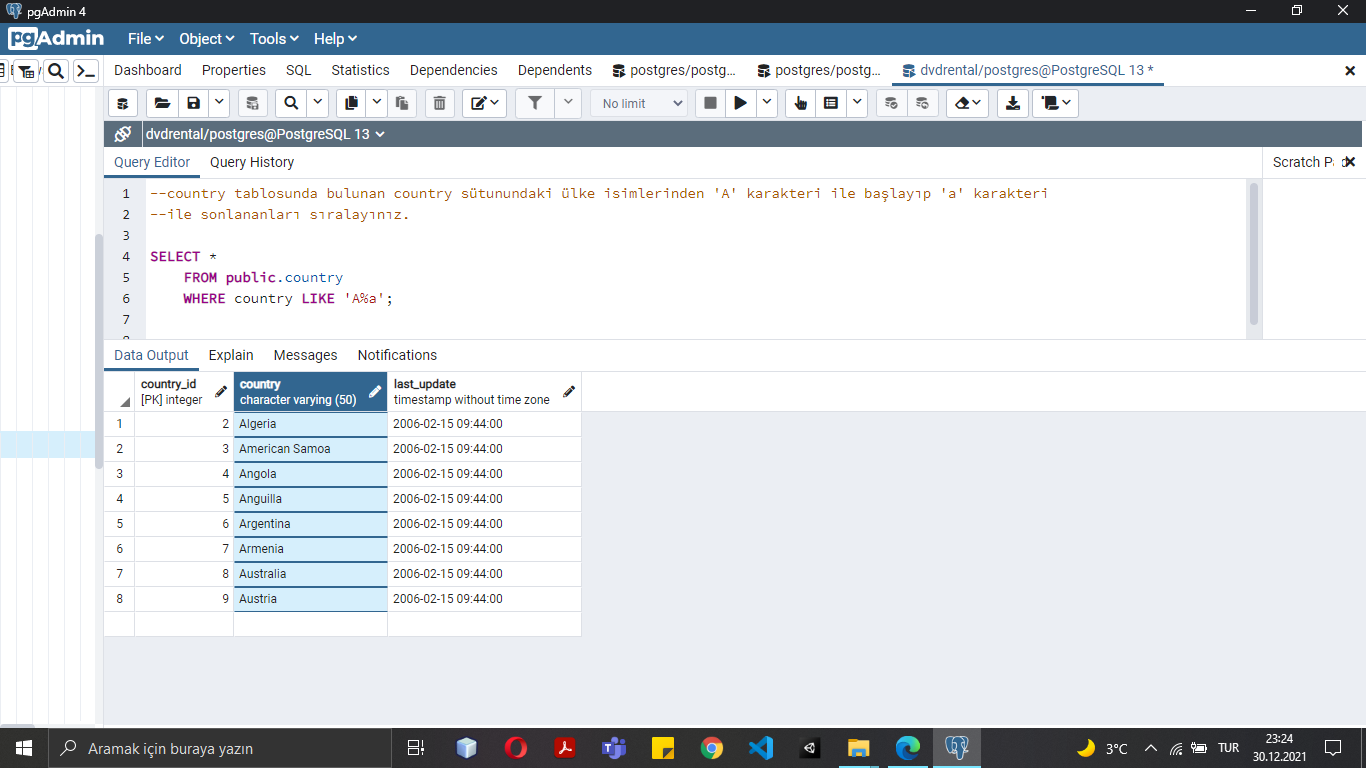 pgAdmin 4
pgAdmin File Object Tools Help
Dashboard Properties SQL Statistics Dependencies Dependents postgres/postg... postgres/postg... dvdrental/postgres@PostgreSQL 13 *
No limit
dvdrental/postgres@PostgreSQL 13
Query Editor Query History Scratch P
1 --country tablosunda bulunan country sütunundaki ülke isimlerinden 'A' karakteri ile başlayıp 'a' karakteri
2 --ile sonlananları sıralayınız.
3
4 SELECT *
5 FROM public.country
6 WHERE country LIKE 'A%a';
7
8
Data Output Explain Messages Notifications
country_id country last_update
[PK] integer character varying (50) timestamp without time zone
1 2 Algeria 2006-02-15 09:44:00
2 3 American Samoa 2006-02-15 09:44:00
3 4 Angola 2006-02-15 09:44:00
4 5 Anguilla 2006-02-15 09:44:00
5 6 Argentina 2006-02-15 09:44:00
6 7 Armenia 2006-02-15 09:44:00
7 8 Australia 2006-02-15 09:44:00
8 9 Austria 2006-02-15 09:44:00
Aramak için buraya yazın 3°C TUR 23:24
30.12.2021